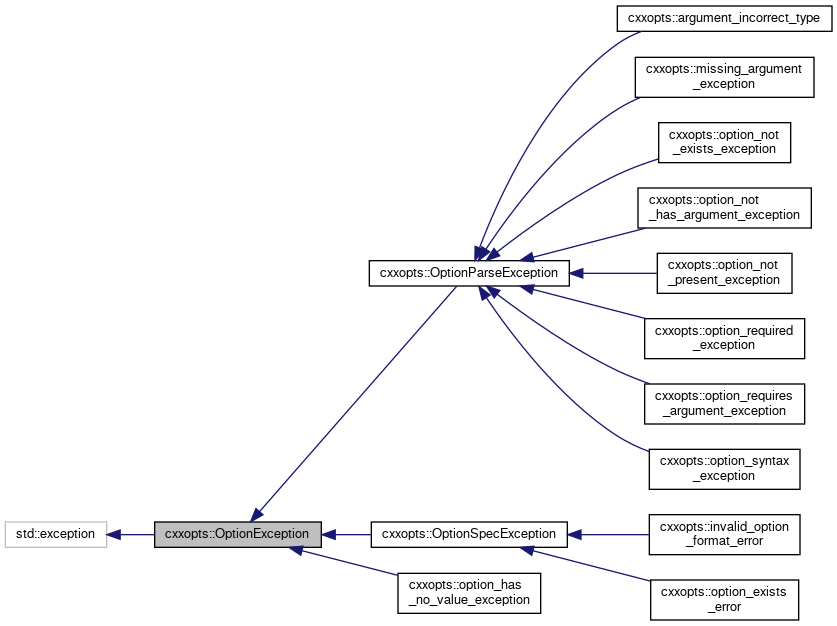 cxxopts::argument_incorrect_type
cxxopts::missing_argument
_exception
cxxopts::option_not
_exists_exception
cxxopts::option_not
_has_argument_exception
cxxopts::OptionParseException
cxxopts::option_not
_present_exception
cxxopts::option_required
_exception
cxxopts::option_requires
_argument_exception
cxxopts::option_syntax
_exception
std::exception
cxxopts::OptionException
cxxopts::OptionSpecException
cxxopts::invalid_option
_format_error
cxxopts::option_has
_no_value_exception
cxxopts::option_exists
_error